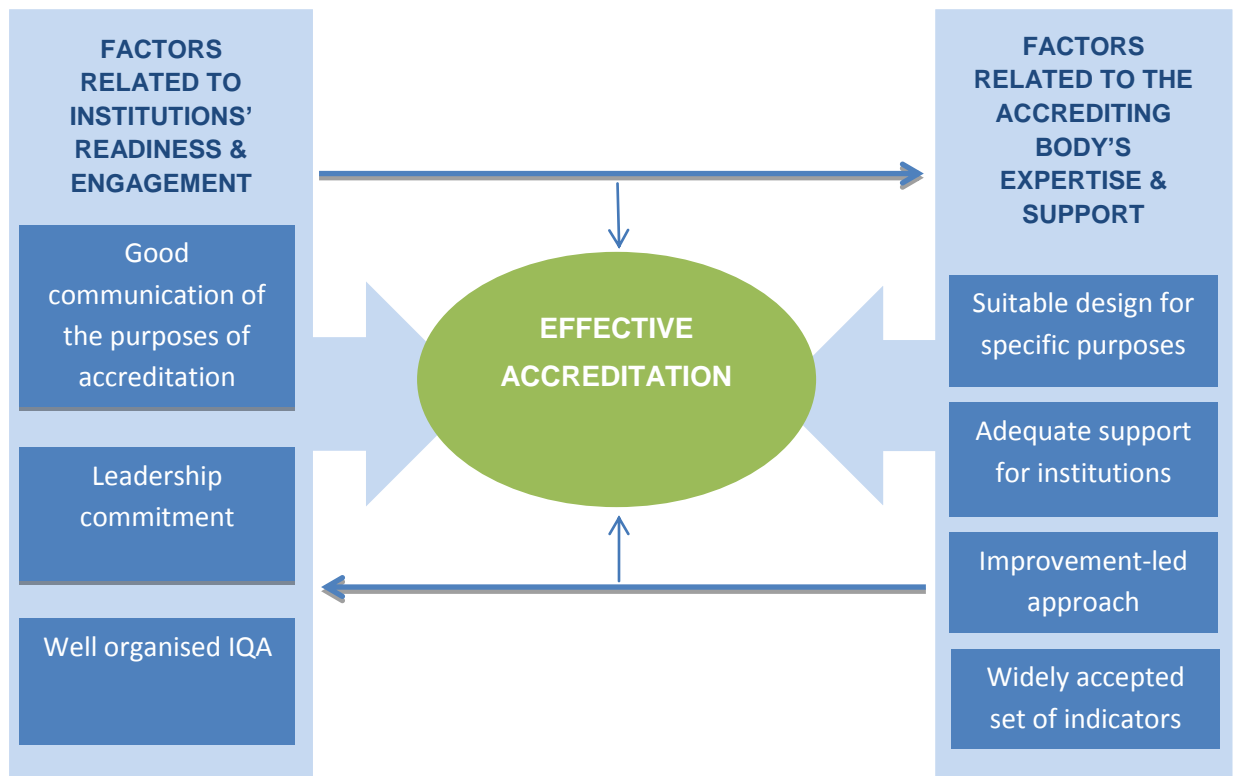 FACTORS
RELATED TO
INSTITUTIONS’
READINESS &
ENGAGEMENT
Good
communication of
the purposes of
accreditation
Leadership
commitment
Well organised IQA
EFFECTIVE
ACCREDITATION
FACTORS
RELATED TO THE
ACCREDITING
BODY’S
EXPERTISE &
SUPPORT
Suitable design for
specific purposes
Adequate support
for institutions
Improvement-led
approach
Widely accepted
set of indicators